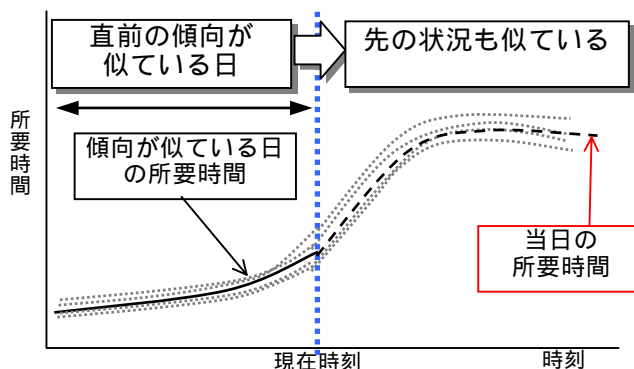 直前の傾向が
似ている日
先の状況も似ている
所要時間
傾向が似ている日
の所要時間
当日の
所要時間
現在時刻
時刻